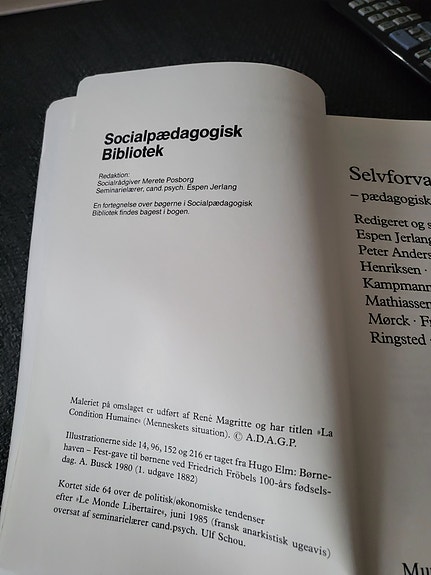 Socialpædagogisk
Bibliotek
Redaktion:
Socialrådgiver Merete Posborg
Seminarielærer, cand.psych. Espen Jerlang
En fortegnelse over bøgerne i Socialpædagogisk
Bibliotek findes bagest i bogen.
Maleriet på omslaget er udført af René Magritte og har titlen »La
Condition Humaine« (Menneskets situation). © A.D.A.G.P.
Illustrationerne side 14, 96, 152 og 216 er taget fra Hugo Elm: Børne-
haven – Fest-gave til børnene ved Friedrich Fröbels 100-års fødsels-
dag. A. Busck 1980 (1. udgave 1882)
Kortet side 64 over de politisk/økonomiske tendenser
efter »Le Monde Libertaire«, juni 1985 (fransk anarkistisk ugeavis)
oversat af seminarielærer cand.psych. Ulf Schou.
Selvforva
– pædagogisk
Redigeret og s
Espen Jerlang
Peter Anders
Henriksen ·
Kampmann
Mathiassen
Mørck · F
Ringsted ·
Mu